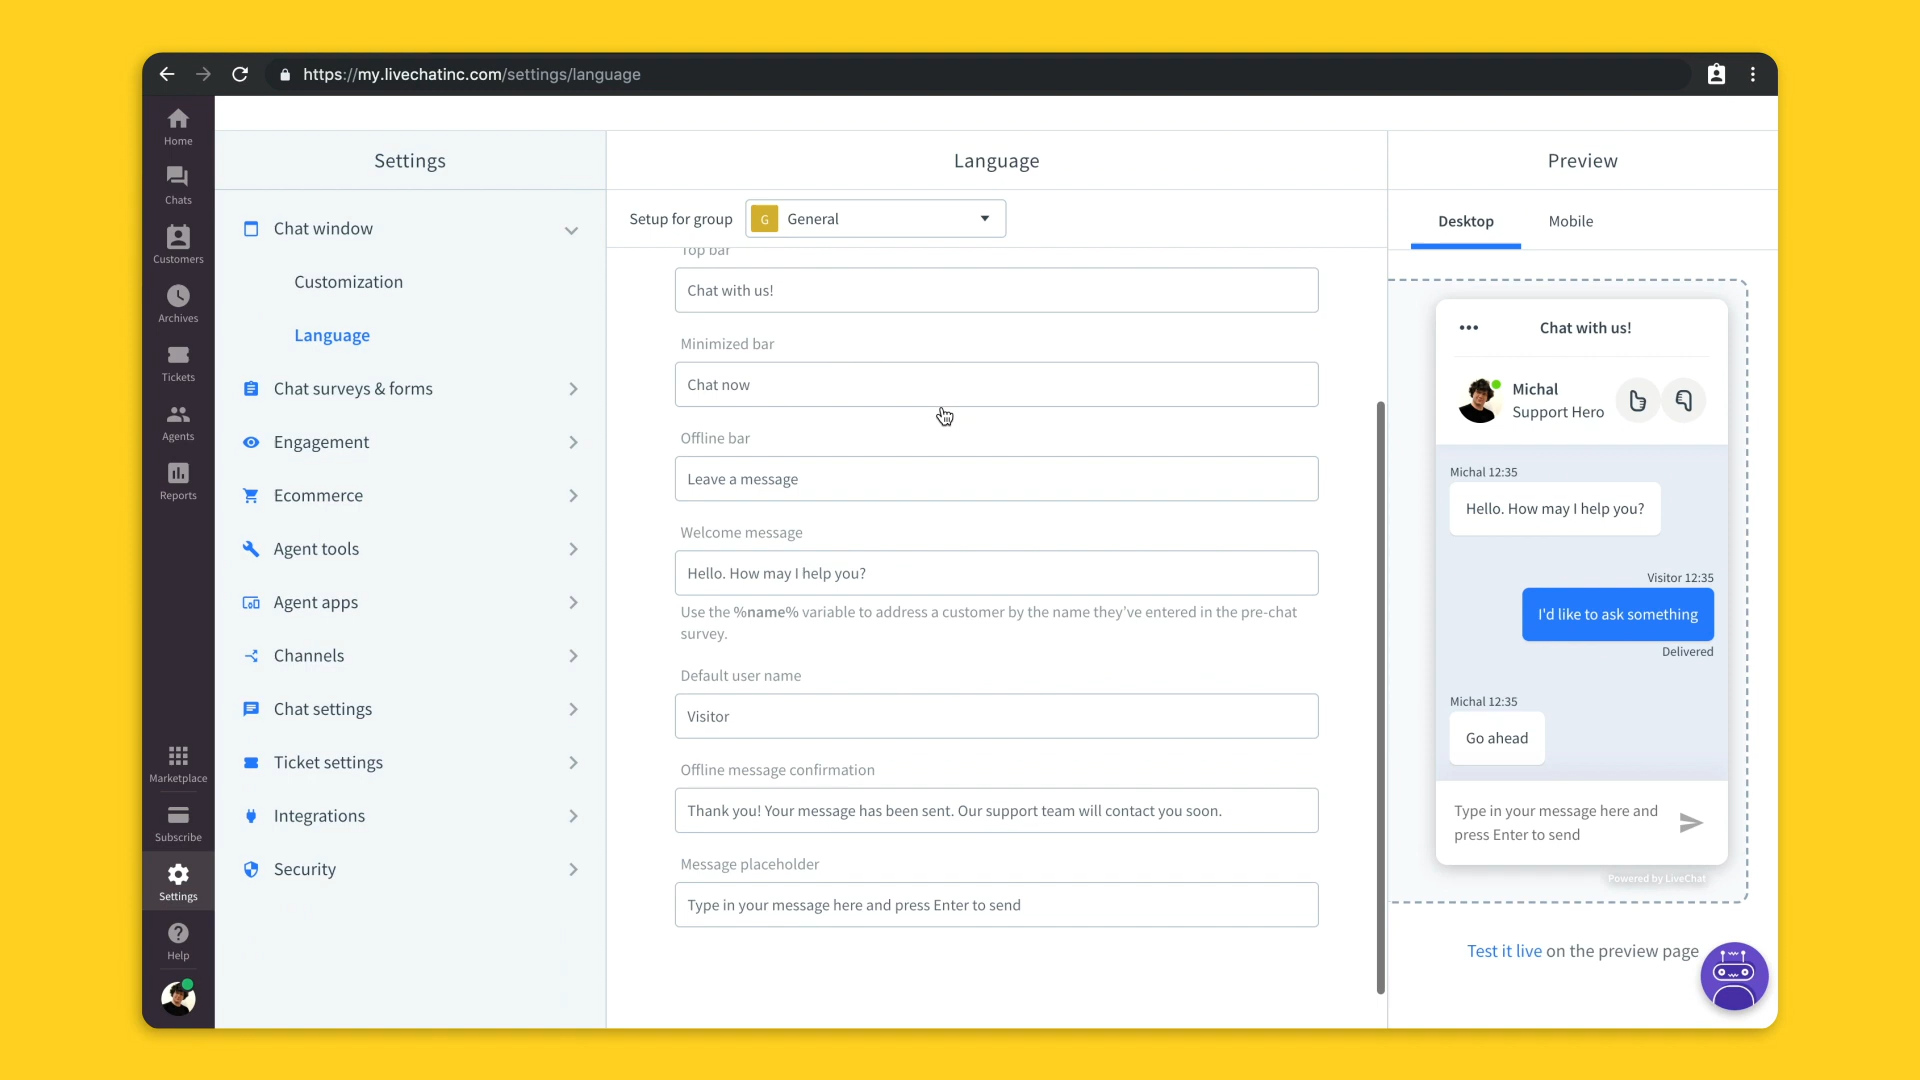 https://my.livechatinc.com/settings/language
Home
Chats
Customers
Archives
Tickets
Agents
Reports
Marketplace
Subscribe
Settings
Help
Settings
Chat window
Customization
Language
Chat surveys & forms
Engagement
Ecommerce
Agent tools
Agent apps
Channels
Chat settings
Ticket settings
Integrations
Security
Language
Setup for group
G
General
Top bar
Chat with us!
Minimized bar
Chat now
Offline bar
Leave a message
Welcome message
Hello. How may I help you?
Use the %name% variable to address a customer by the name they've entered in the pre-chat
survey.
Default user name
Visitor
Offline message confirmation
Thank you! Your message has been sent. Our support team will contact you soon.
Message placeholder
Type in your message here and press Enter to send
Preview
Desktop
Mobile
Chat with us!
Michal
Support Hero
Michal 12:35
Hello. How may I help you?
Visitor 12:35
I'd like to ask something
Delivered
Michal 12:35
Go ahead
Type in your message here and
press Enter to send
Powered by LiveChat
Test it live on the preview page